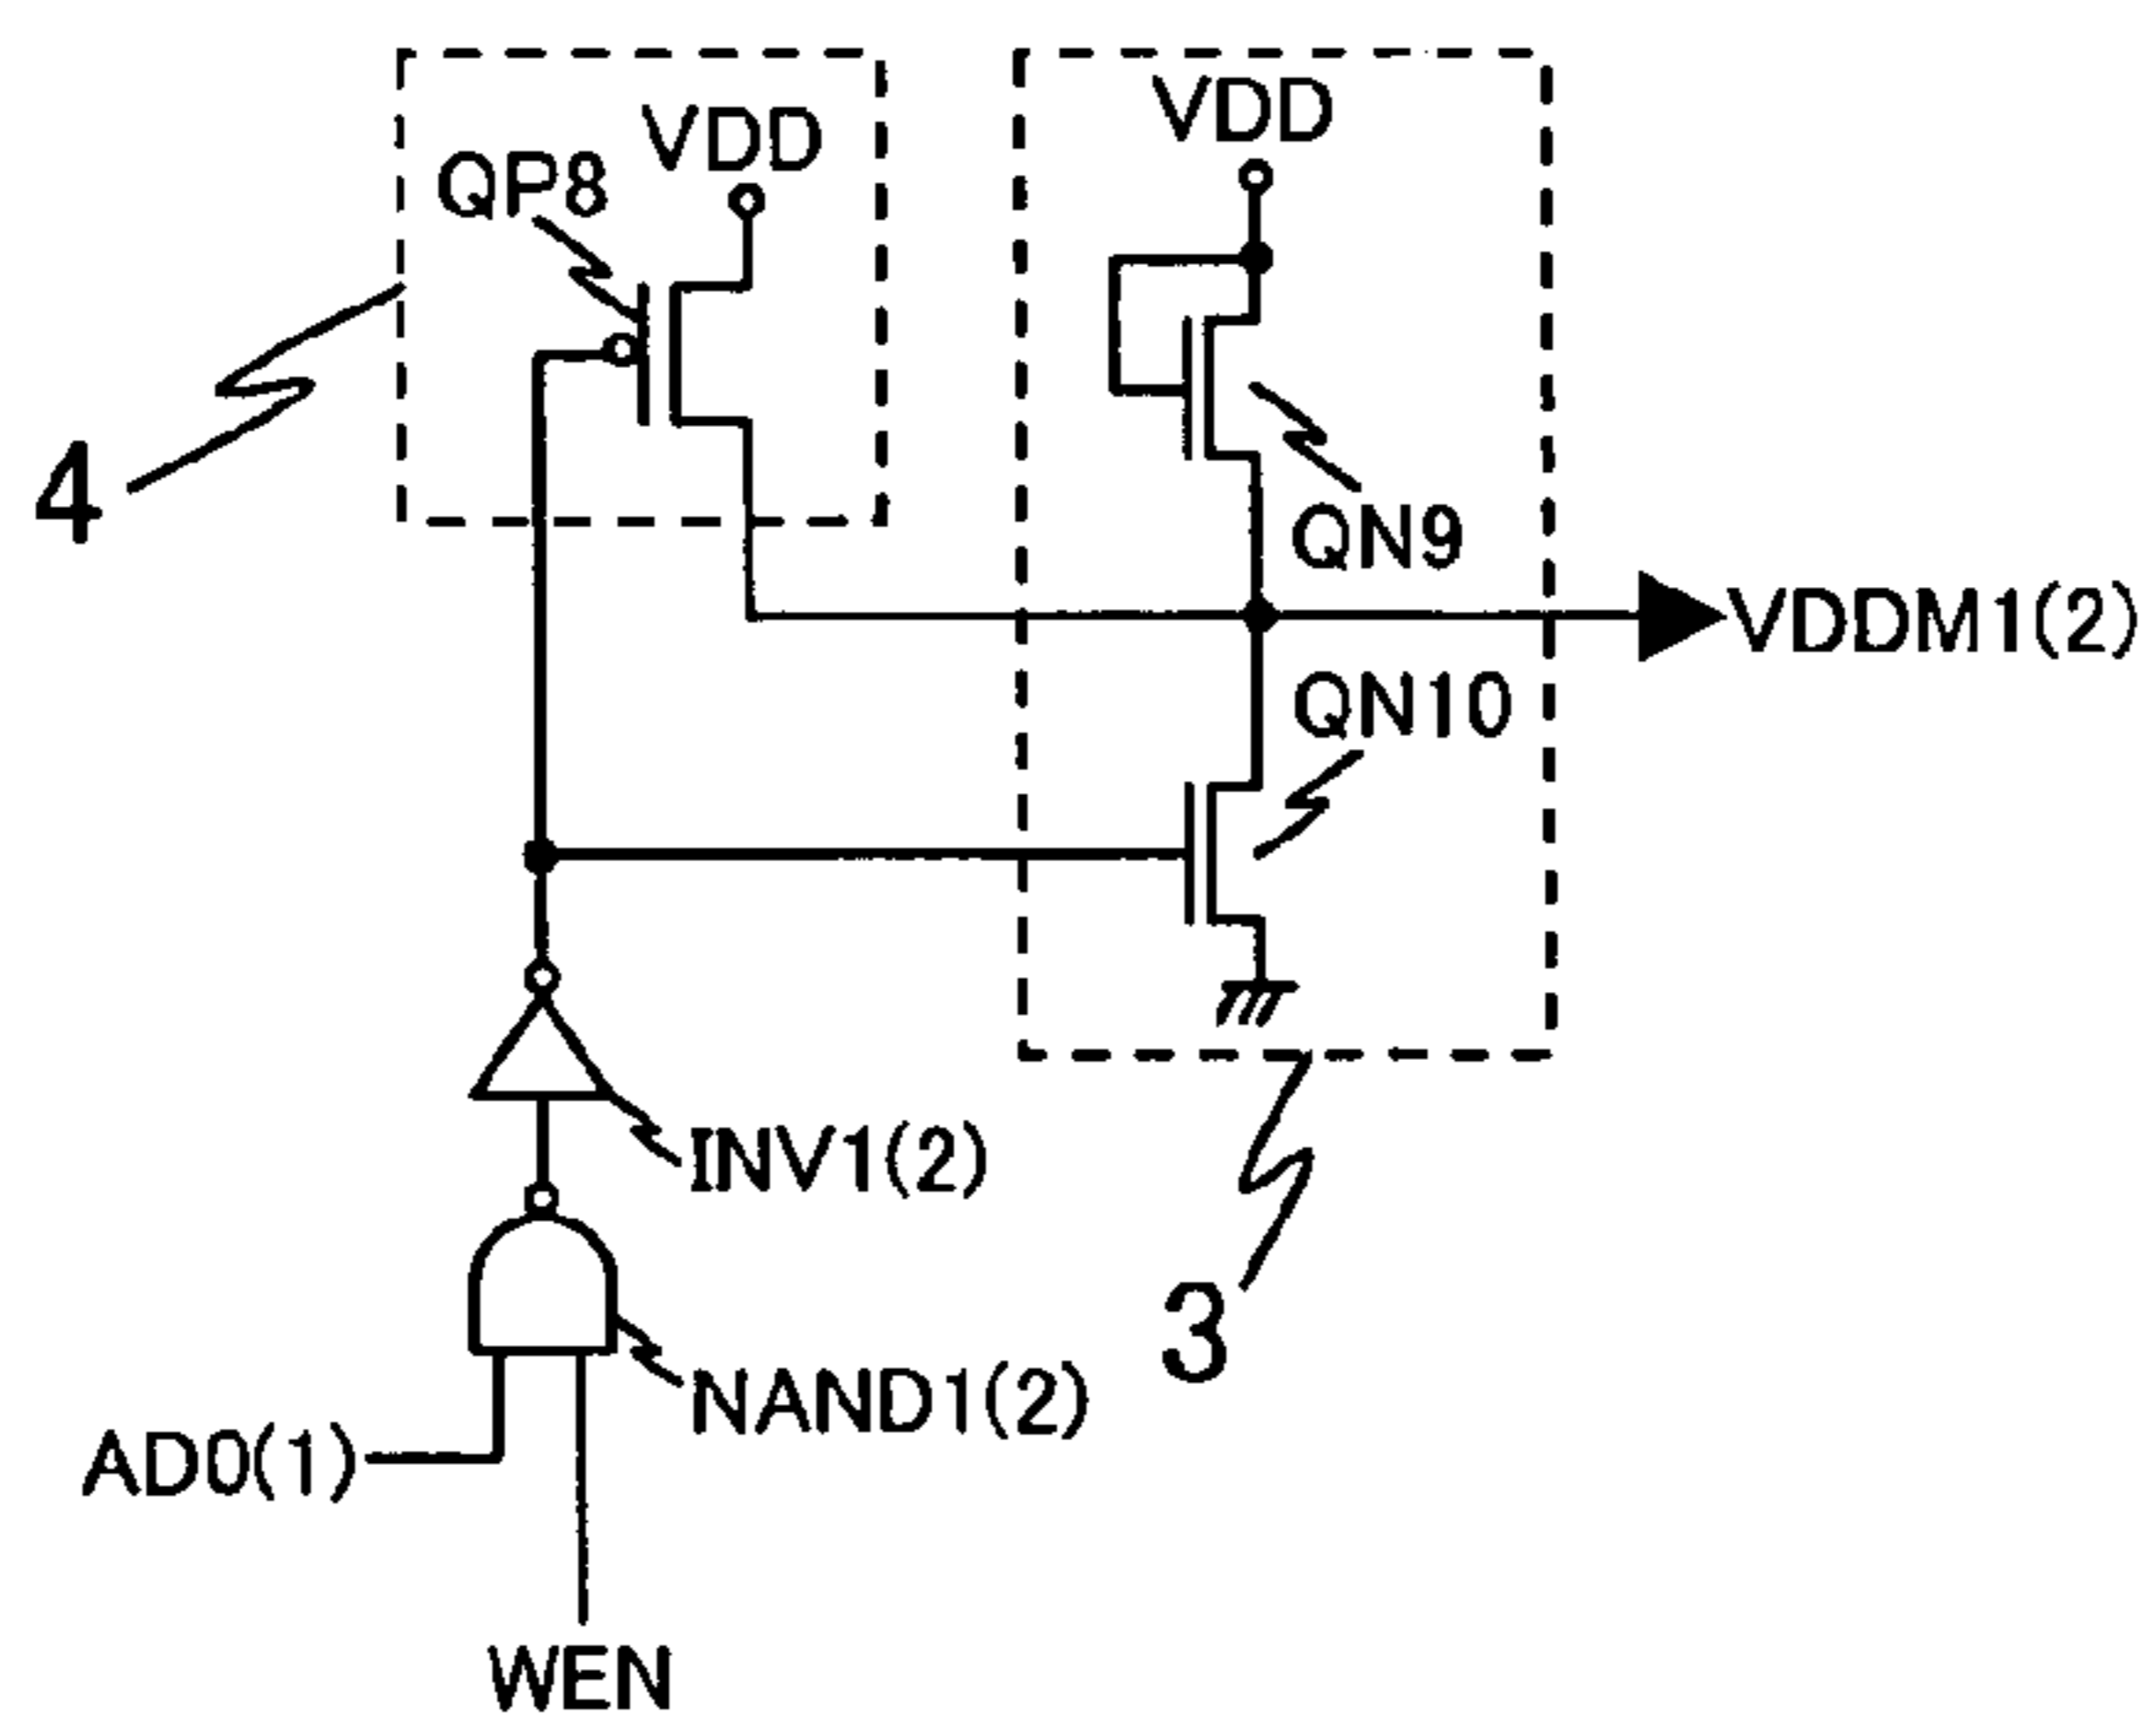 VDD
VDD
QP8
4
QN9
VDDM1(2)
QN10
INV1(2)
3
NAND1(2)
AD0(1)
WEN